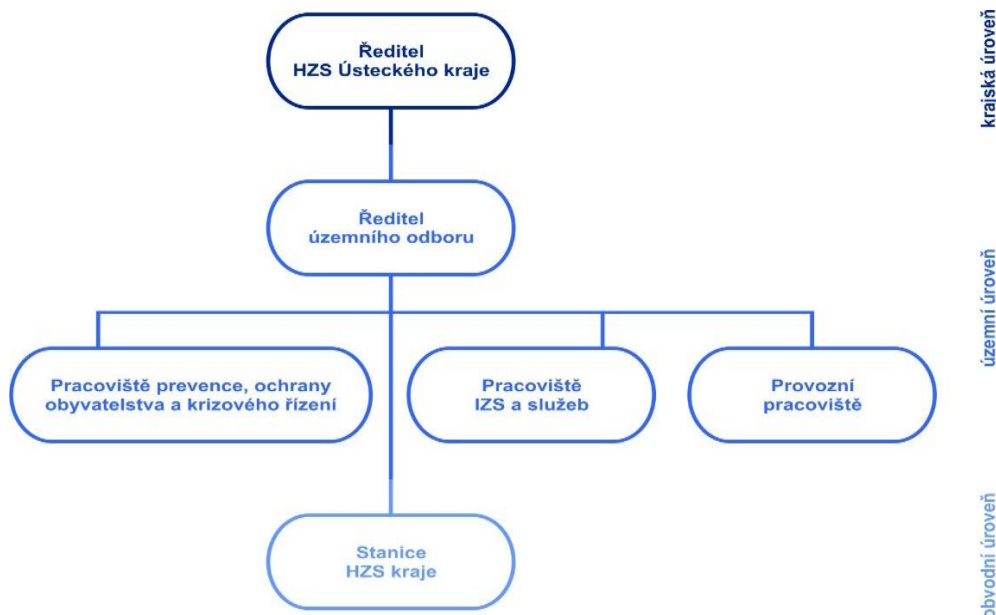 Ředitel
HZS Ústeckého kraje
krajská úroveň
Ředitel
územního odboru
územní úroveň
Pracoviště prevence, ochrany
obyvatelstva a krizového řízení
Pracoviště
IZS a služeb
Provozní
pracoviště
Stanice
HZS kraje
obvodní úroveň